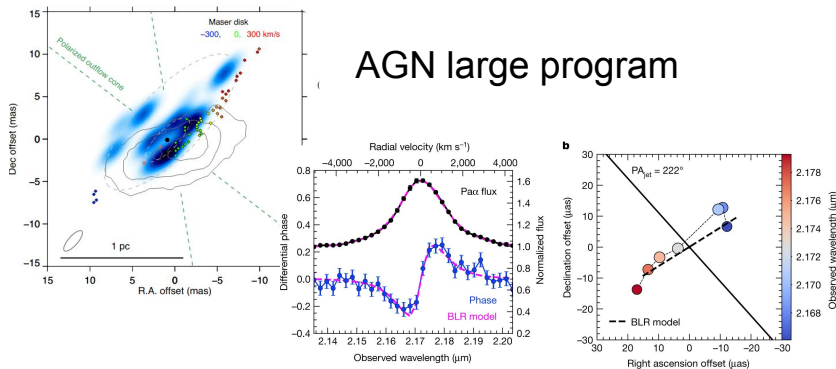 AGN large program
Maser disk
−300, 0, 300 km/s
Polarized outflow cone
15
10
5
0
−5
−10
−15
Dec offset (mas)
1 pc
15 10 5 0 −5 −10
R.A. offset (mas)
(
Radial velocity (km s⁻¹)
−4,000 −2,000 0 2,000 4,000
Paα flux
Phase
BLR model
Differential phase
0.8
0.6
0.4
0.2
0.0
−0.2
−0.4
Normalized flux
1.6
1.4
1.2
1.0
0.8
0.6
0.4
0.2
2.14 2.15 2.16 2.17 2.18 2.19 2.20
Observed wavelength (μm)
b
PAjet = 222°
BLR model
Declination offset (μas)
30
20
10
0
−10
−20
−30
30 20 10 0 −10 −20 −30
Right ascension offset (μas)
2.178
2.176
2.174
2.172
2.170
2.168
Observed wavelength (μm)